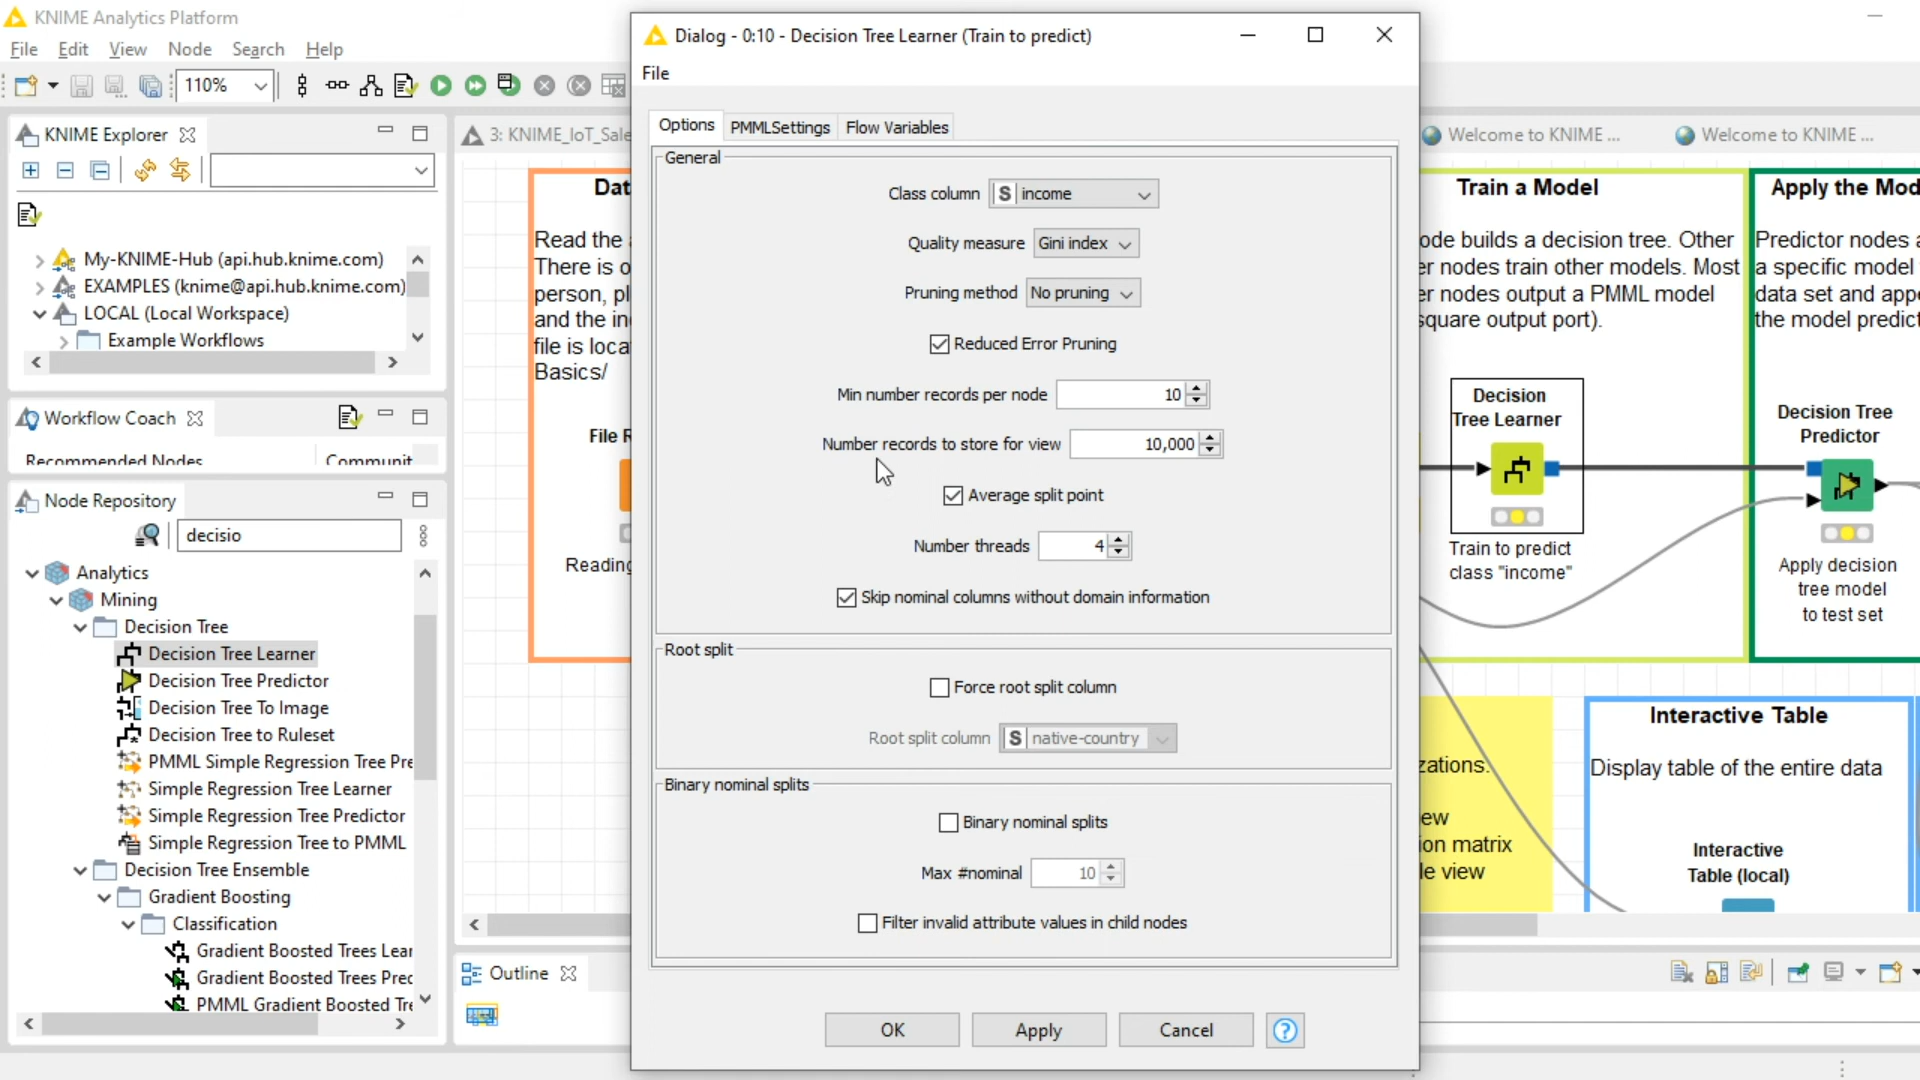 KNIME Analytics Platform
File Edit View Node Search Help
110%
KNIME Explorer
My-KNIME-Hub (api.hub.knime.com)
EXAMPLES (knime@api.hub.knime.com)
LOCAL (Local Workspace)
Example Workflows
Workflow Coach
Recommended Nodes Communit
Node Repository
decisio
Analytics
Mining
Decision Tree
Decision Tree Learner
Decision Tree Predictor
Decision Tree To Image
Decision Tree to Ruleset
PMML Simple Regression Tree Pre
Simple Regression Tree Learner
Simple Regression Tree Predictor
Simple Regression Tree to PMML
Decision Tree Ensemble
Gradient Boosting
Classification
Gradient Boosted Trees Lear
Gradient Boosted Trees Pred
PMML Gradient Boosted Tre
3: KNIME_IoT_Sale
Dat
Read the
There is o
person, pl
and the in
file is loca
Basics/
File R
Reading
Outline
Dialog - 0:10 - Decision Tree Learner (Train to predict)
File
Options PMMLSettings Flow Variables
General
Class column S income
Quality measure Gini index
Pruning method No pruning
Reduced Error Pruning
Min number records per node 10
Number records to store for view 10,000
Average split point
Number threads 4
Skip nominal columns without domain information
Root split
Force root split column
Root split column S native-country
Binary nominal splits
Binary nominal splits
Max #nominal 10
Filter invalid attribute values in child nodes
OK Apply Cancel ?
Welcome to KNIME ... Welcome to KNIME ...
Train a Model
ode builds a decision tree. Other
er nodes train other models. Most
er nodes output a PMML model
square output port).
Decision
Tree Learner
Train to predict
class "income"
Apply the Mod
Predictor nodes a
a specific model
data set and appe
the model predict
Decision Tree
Predictor
Apply decision
tree model
to test set
zations.
ew
ion matrix
le view
Interactive Table
Display table of the entire data
Interactive
Table (local)